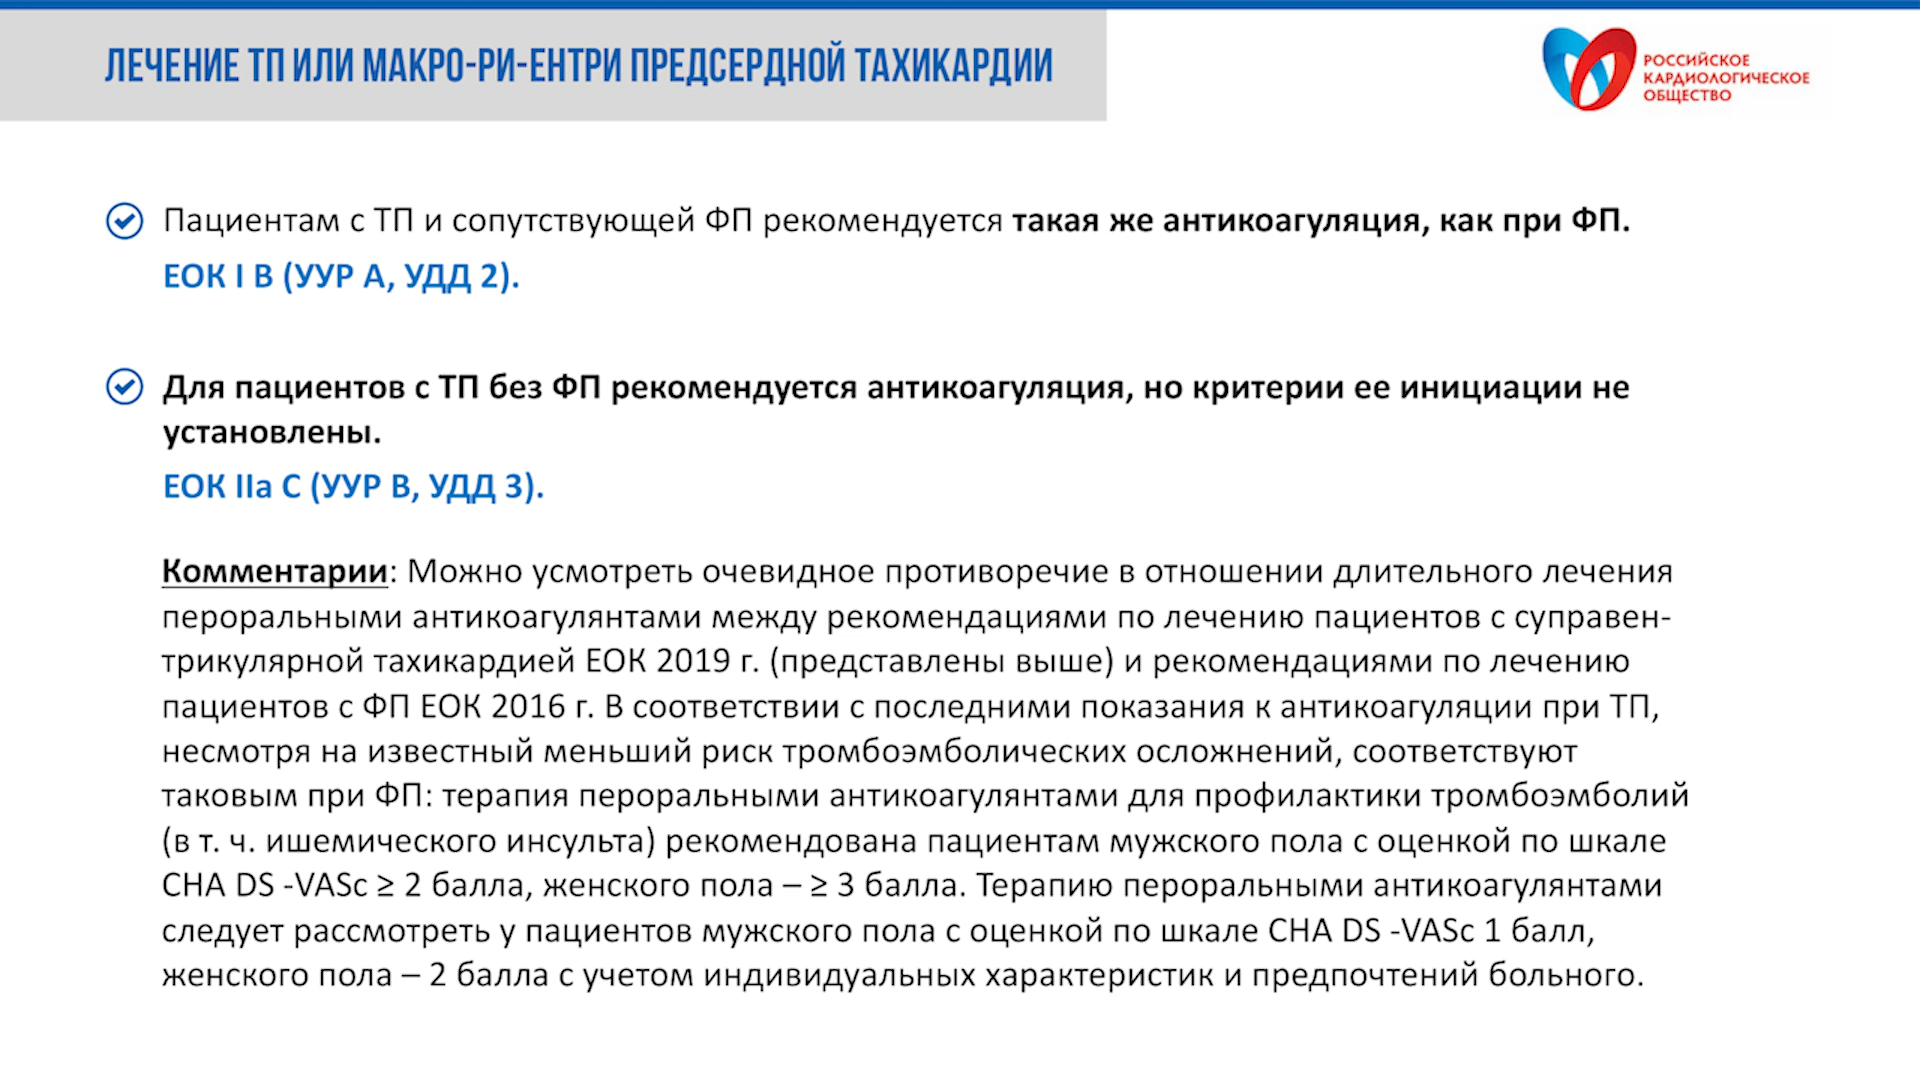 ЛЕЧЕНИЕ ТП ИЛИ МАКРО-РИ-ЕНТРИ ПРЕДСЕРДНОЙ ТАХИКАРДИИ
РОССИЙСКОЕ
КАРДИОЛОГИЧЕСКОЕ
ОБЩЕСТВО
Пациентам с ТП и сопутствующей ФП рекомендуется такая же антикоагуляция, как при ФП.
ЕОК I B (УУР A, УДД 2).
Для пациентов с ТП без ФП рекомендуется антикоагуляция, но критерии ее инициации не
установлены.
ЕОК IIa C (УУР B, УДД 3).
Комментарии: Можно усмотреть очевидное противоречие в отношении длительного лечения
пероральными антикоагулянтами между рекомендациями по лечению пациентов с суправен-
трикулярной тахикардией ЕОК 2019 г. (представлены выше) и рекомендациями по лечению
пациентов с ФП ЕОК 2016 г. В соответствии с последними показания к антикоагуляции при ТП,
несмотря на известный меньший риск тромбоэмболических осложнений, соответствуют
таковым при ФП: терапия пероральными антикоагулянтами для профилактики тромбоэмболий
(в т. ч. ишемического инсульта) рекомендована пациентам мужского пола с оценкой по шкале
CHA DS -VASc ≥ 2 балла, женского пола – ≥ 3 балла. Терапию пероральными антикоагулянтами
следует рассмотреть у пациентов мужского пола с оценкой по шкале CHA DS -VASc 1 балл,
женского пола – 2 балла с учетом индивидуальных характеристик и предпочтений больного.